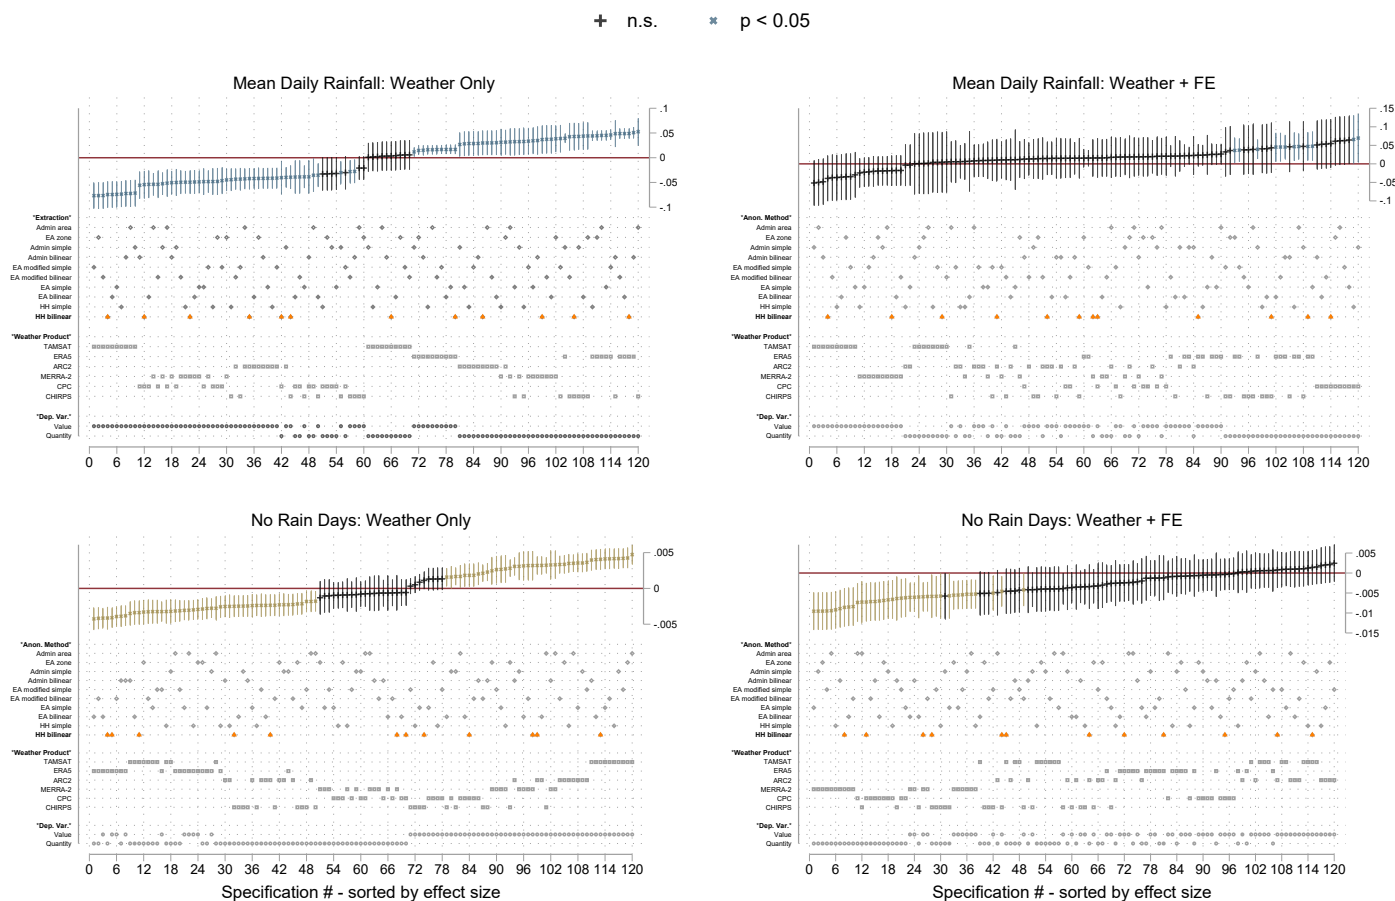 n.s. p < 0.05
Mean Daily Rainfall: Weather Only
.1
.05
0
-.05
-.1
"Extraction"
Admin area
EA zone
Admin simple
Admin bilinear
EA modified simple
EA modified bilinear
EA simple
EA bilinear
HH simple
HH bilinear
"Weather Product"
TAMSAT
ERA5
ARC2
MERRA-2
CPC
CHIRPS
"Dep. Var."
Value
Quantity
0 6 12 18 24 30 36 42 48 54 60 66 72 78 84 90 96 102 108 114 120
Mean Daily Rainfall: Weather + FE
.15
.1
.05
0
-.05
-.1
"Anon. Method"
Admin area
EA zone
Admin simple
Admin bilinear
EA modified simple
EA modified bilinear
EA simple
EA bilinear
HH simple
HH bilinear
"Weather Product"
TAMSAT
ERA5
ARC2
MERRA-2
CPC
CHIRPS
"Dep. Var."
Value
Quantity
0 6 12 18 24 30 36 42 48 54 60 66 72 78 84 90 96 102 108 114 120
No Rain Days: Weather Only
.005
0
-.005
"Anon. Method"
Admin area
EA zone
Admin simple
Admin bilinear
EA modified simple
EA modified bilinear
EA simple
EA bilinear
HH simple
HH bilinear
"Weather Product"
TAMSAT
ERA5
ARC2
MERRA-2
CPC
CHIRPS
"Dep. Var."
Value
Quantity
0 6 12 18 24 30 36 42 48 54 60 66 72 78 84 90 96 102 108 114 120
Specification # - sorted by effect size
No Rain Days: Weather + FE
.005
0
-.005
-.01
-.015
"Anon. Method"
Admin area
EA zone
Admin simple
Admin bilinear
EA modified simple
EA modified bilinear
EA simple
EA bilinear
HH simple
HH bilinear
"Weather Product"
TAMSAT
ERA5
ARC2
MERRA-2
CPC
CHIRPS
"Dep. Var."
Value
Quantity
0 6 12 18 24 30 36 42 48 54 60 66 72 78 84 90 96 102 108 114 120
Specification # - sorted by effect size